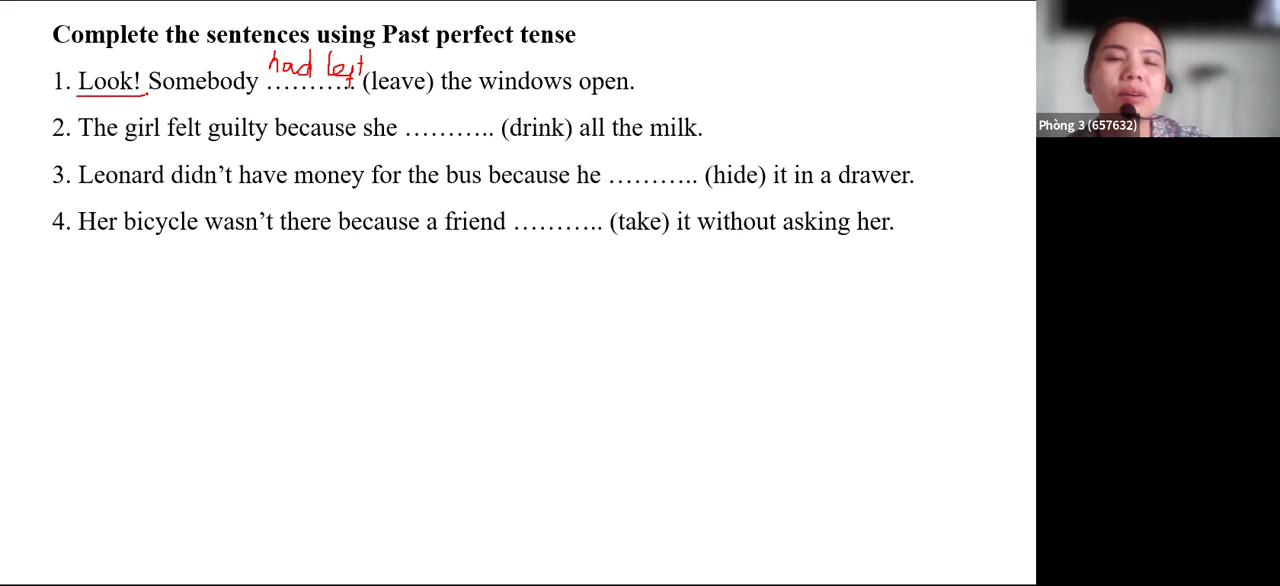 Complete the sentences using Past perfect tense
had left
1. Look! Somebody ……….. (leave) the windows open.
2. The girl felt guilty because she ……….. (drink) all the milk.
3. Leonard didn’t have money for the bus because he ……….. (hide) it in a drawer.
4. Her bicycle wasn’t there because a friend ……….. (take) it without asking her.
Phòng 3 (657632)